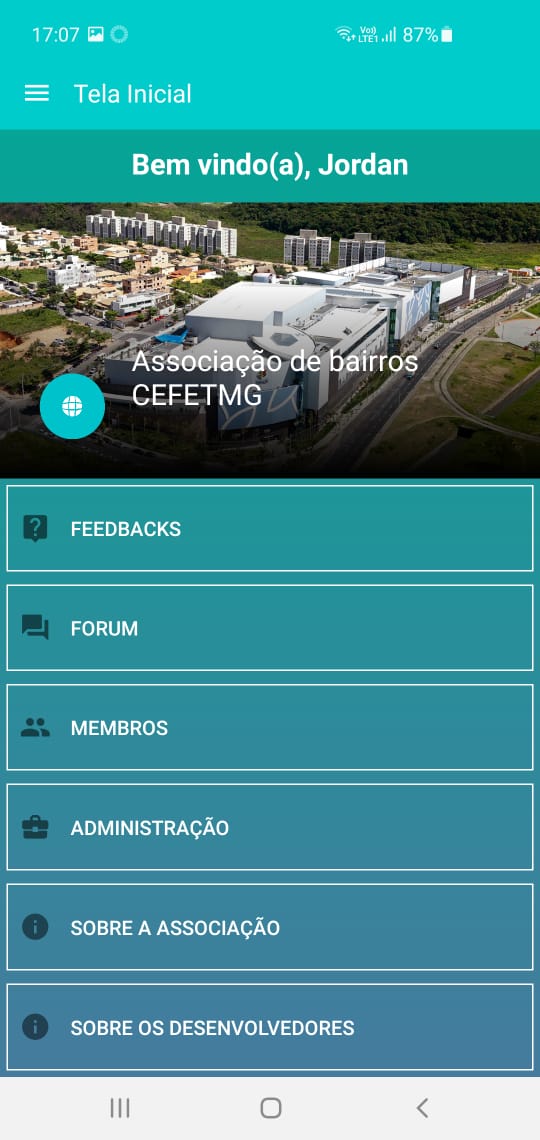 17:07 Vo) LTE1 87%
Tela Inicial
Bem vindo(a), Jordan
Associação de bairros
CEFETMG
FEEDBACKS
FORUM
MEMBROS
ADMINISTRAÇÃO
SOBRE A ASSOCIAÇÃO
SOBRE OS DESENVOLVEDORES